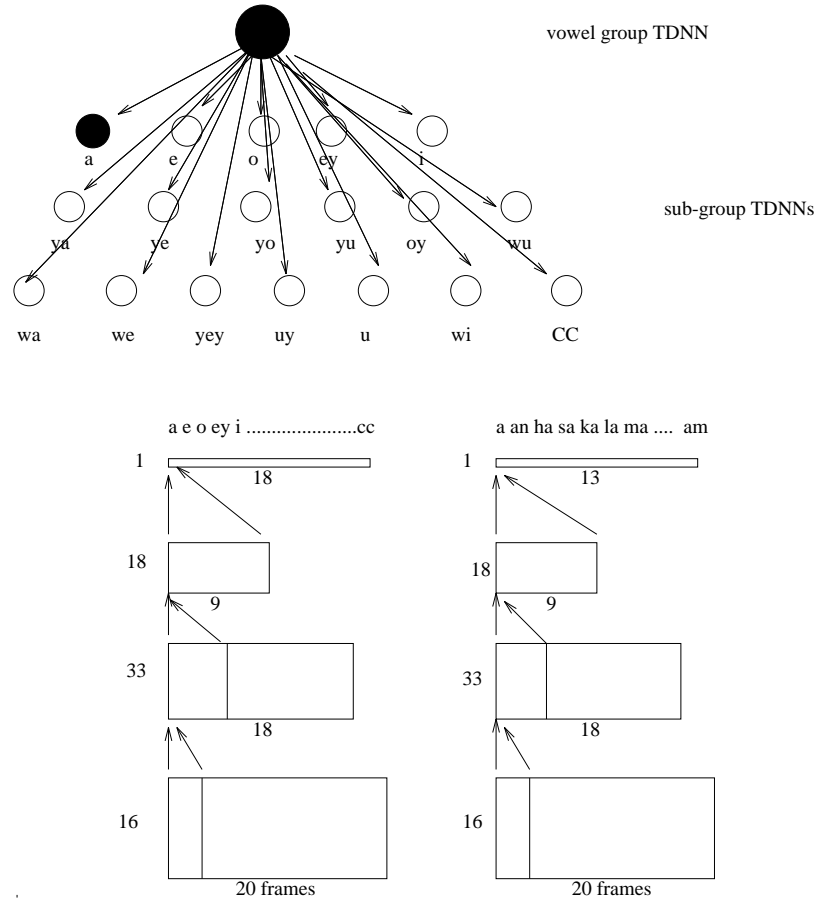 vowel group TDNN
a e o ey i
sub-group TDNNs
ya ye yo yu oy wu
wa we yey uy u wi CC
a e o ey i ......................cc
a an ha sa ka la ma .... am
1
18
1
13
18
9
18
9
33
18
33
18
16
20 frames
16
20 frames